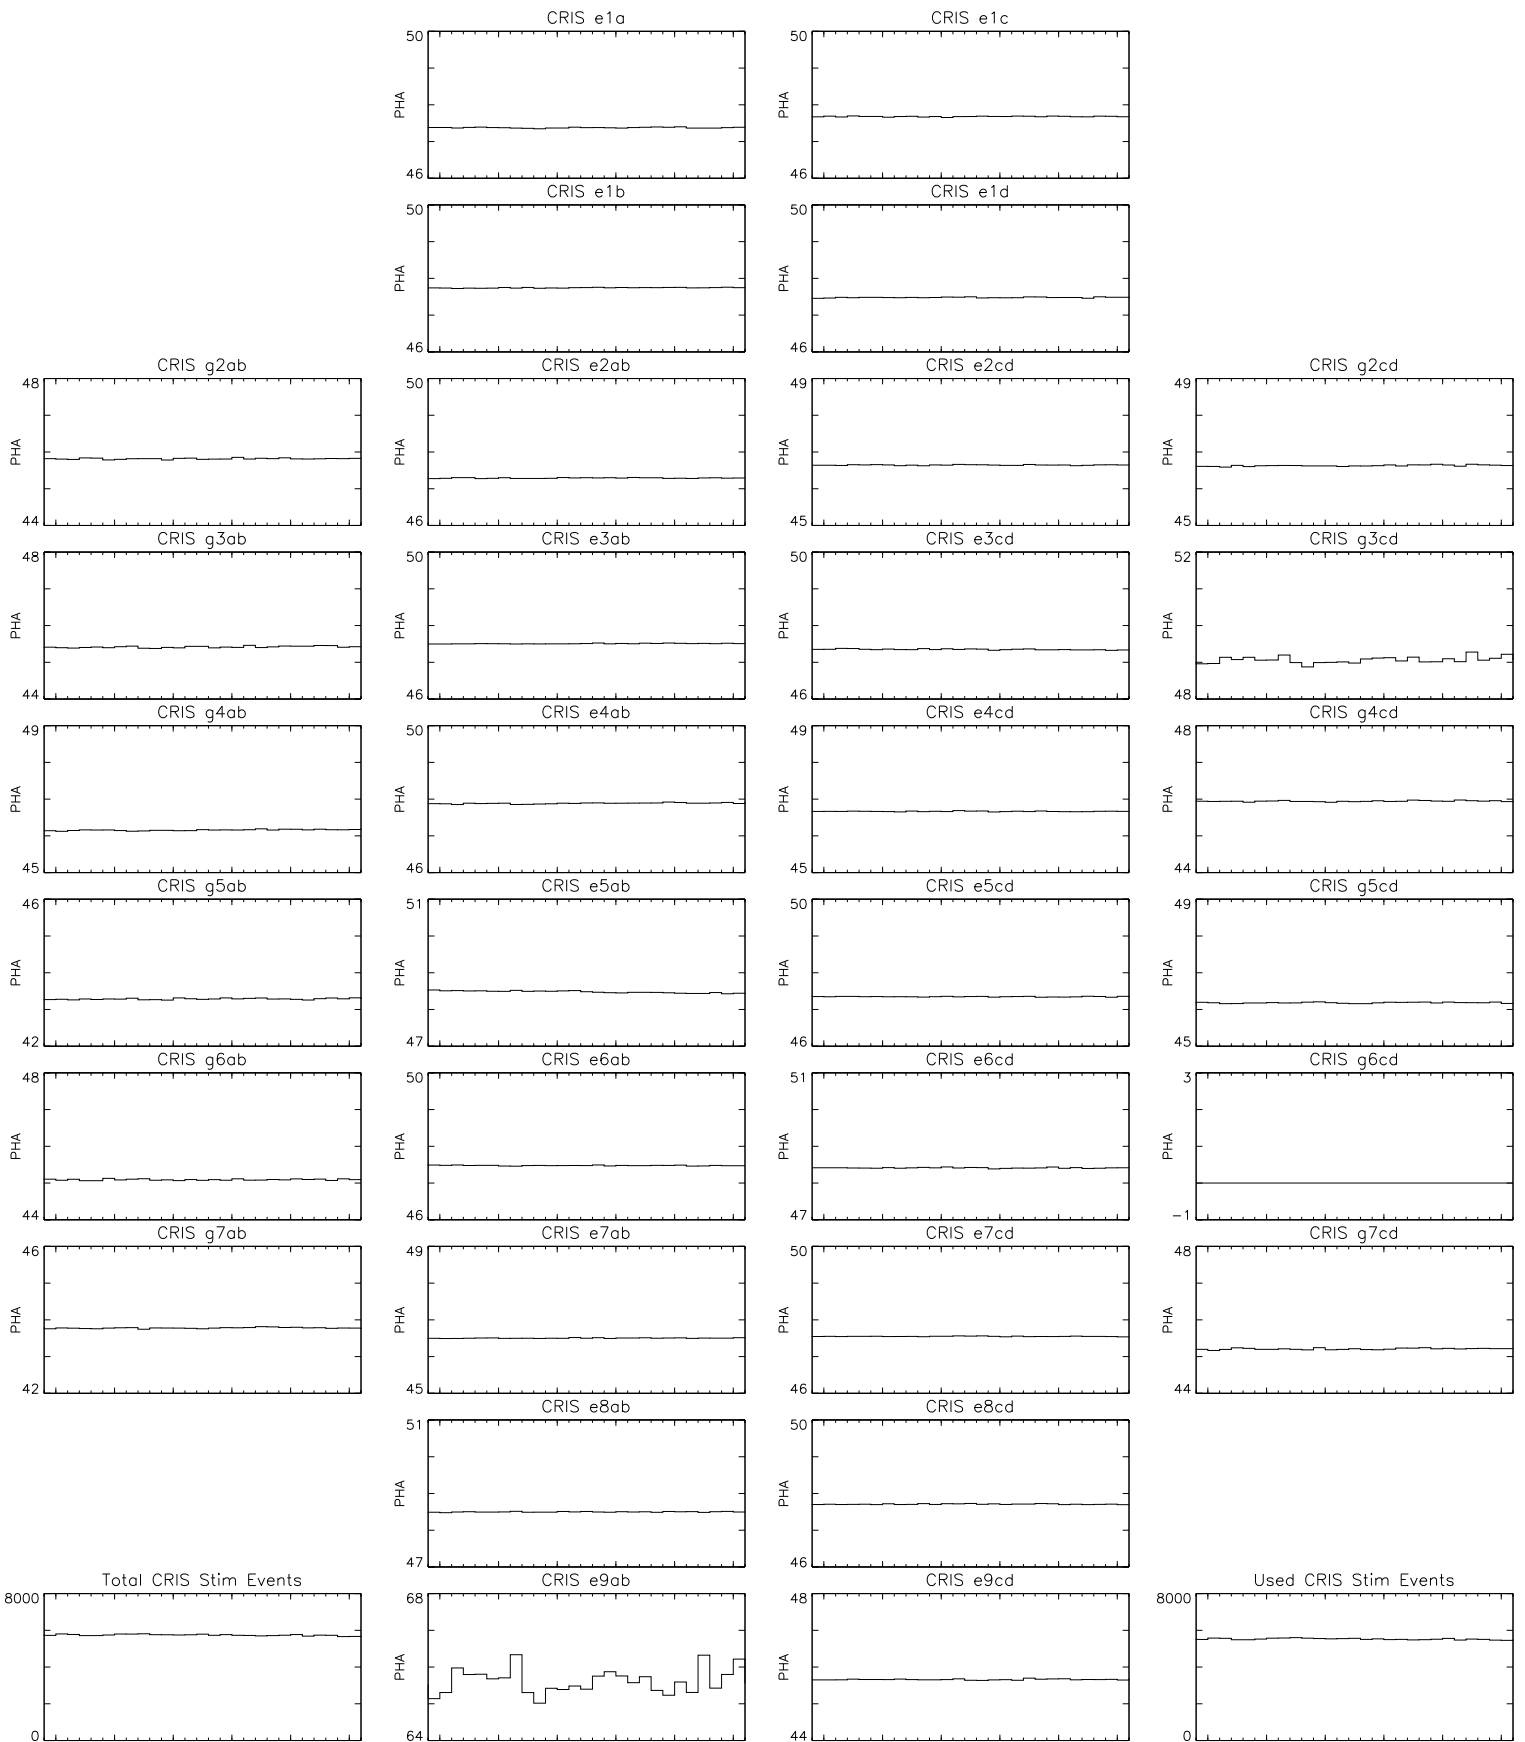 CRIS e1a
50
PHA
46
CRIS e1c
50
PHA
46
CRIS e1b
50
PHA
46
CRIS e1d
50
PHA
46
CRIS g2ab
48
PHA
44
CRIS e2ab
50
PHA
46
CRIS e2cd
49
PHA
45
CRIS g2cd
49
PHA
45
CRIS g3ab
48
PHA
44
CRIS e3ab
50
PHA
46
CRIS e3cd
50
PHA
46
CRIS g3cd
52
PHA
48
CRIS g4ab
49
PHA
45
CRIS e4ab
50
PHA
46
CRIS e4cd
49
PHA
45
CRIS g4cd
48
PHA
44
CRIS g5ab
46
PHA
42
CRIS e5ab
51
PHA
47
CRIS e5cd
50
PHA
46
CRIS g5cd
49
PHA
45
CRIS g6ab
48
PHA
44
CRIS e6ab
50
PHA
46
CRIS e6cd
51
PHA
47
CRIS g6cd
3
PHA
-1
CRIS g7ab
46
PHA
42
CRIS e7ab
49
PHA
45
CRIS e7cd
50
PHA
46
CRIS g7cd
48
PHA
44
CRIS e8ab
51
PHA
47
CRIS e8cd
50
PHA
46
Total CRIS Stim Events
8000
0
CRIS e9ab
68
PHA
64
CRIS e9cd
48
PHA
44
Used CRIS Stim Events
8000
0